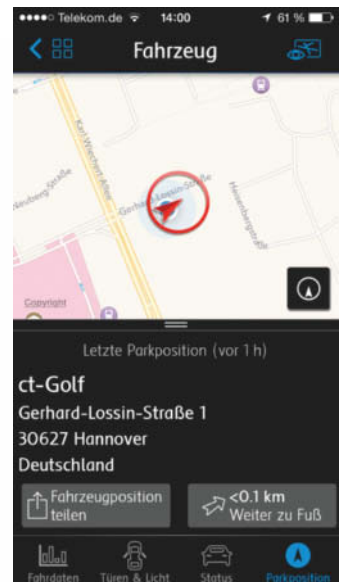 Telekom.de 14:00 61 %
Fahrzeug
Karl-Wiechert-Allee
Gerhard-Lossin-Straße
Heisenbergstraß
Copyright
Letzte Parkposition (vor 1 h)
ct-Golf
Gerhard-Lossin-Straße 1
30627 Hannover
Deutschland
Fahrzeugposition
teilen
<0.1 km
Weiter zu Fuß
Fahrdaten Türen & Licht Status Parkposition